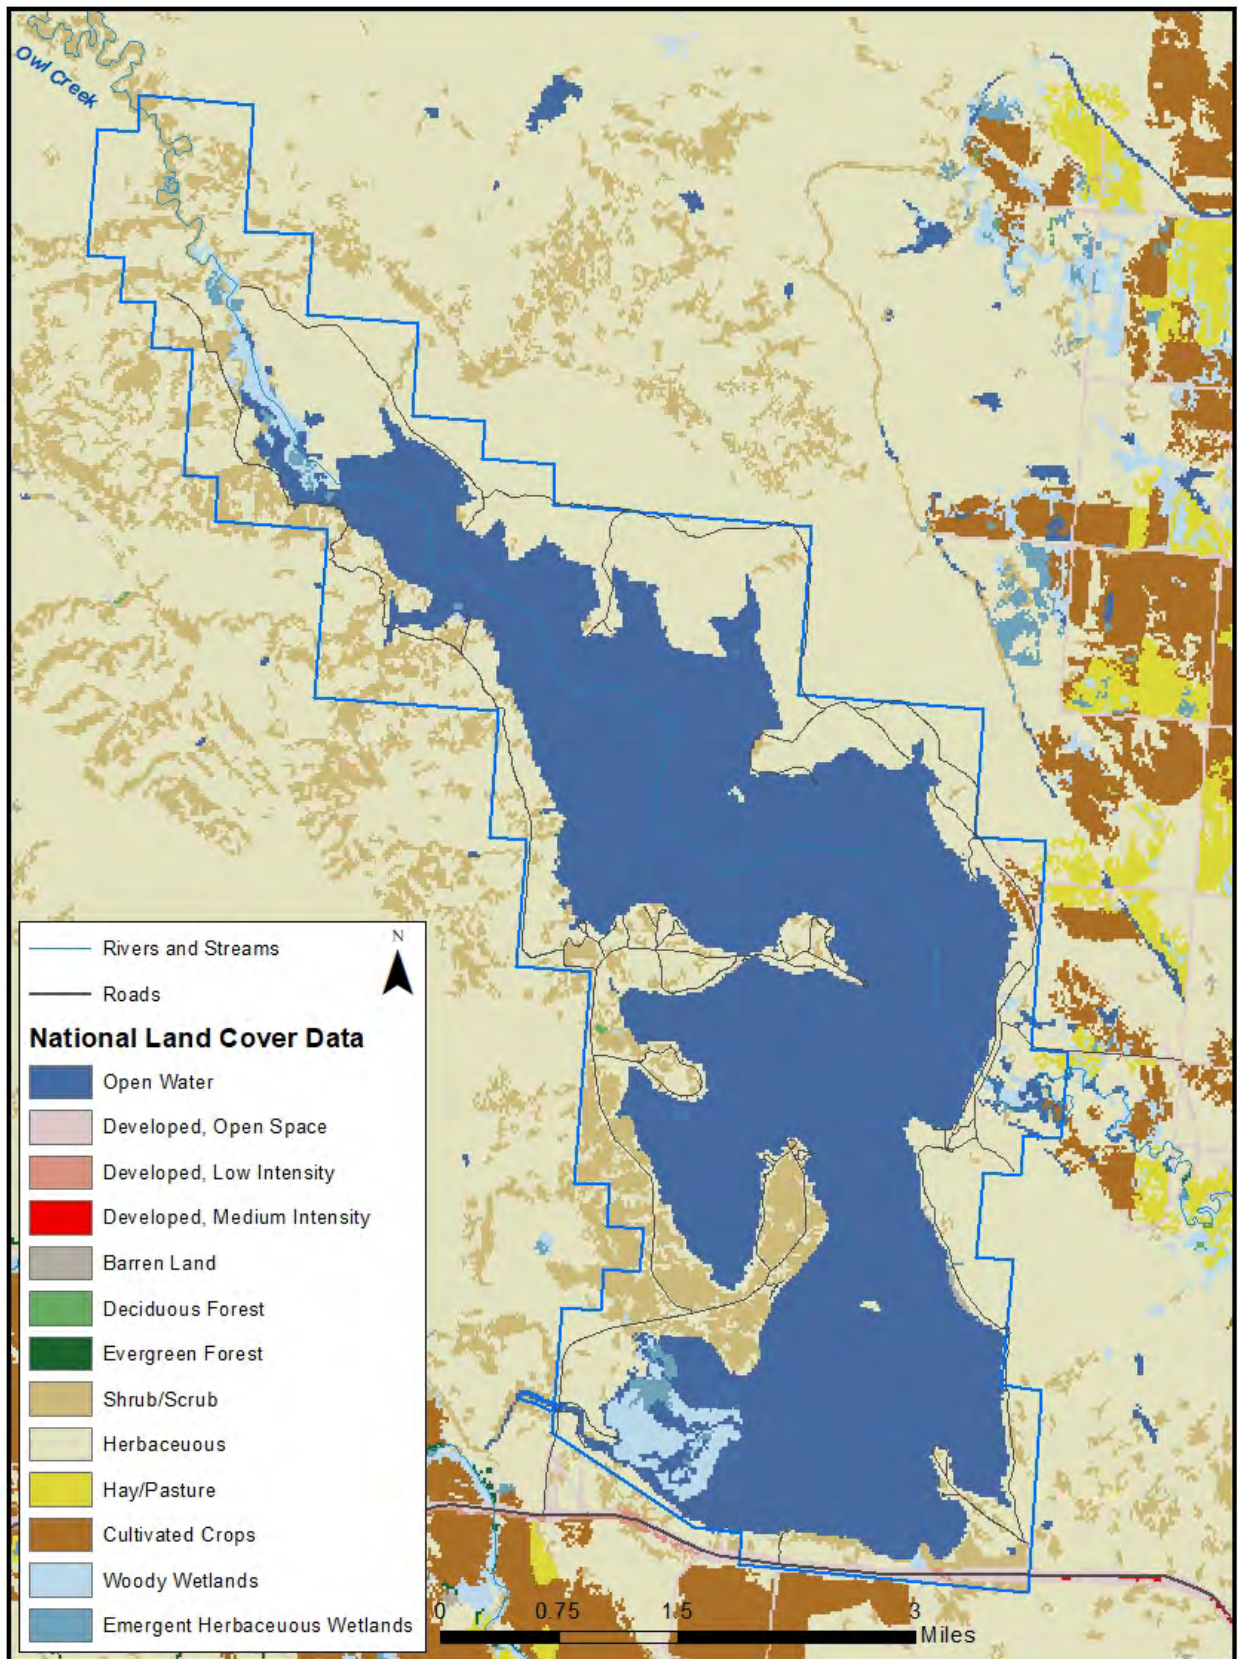 Owl Creek
N
Rivers and Streams
Roads
National Land Cover Data
Open Water
Developed, Open Space
Developed, Low Intensity
Developed, Medium Intensity
Barren Land
Deciduous Forest
Evergreen Forest
Shrub/Scrub
Herbaceuous
Hay/Pasture
Cultivated Crops
Woody Wetlands
Emergent Herbaceuous Wetlands
r
0 0.75 1.5 3
Miles